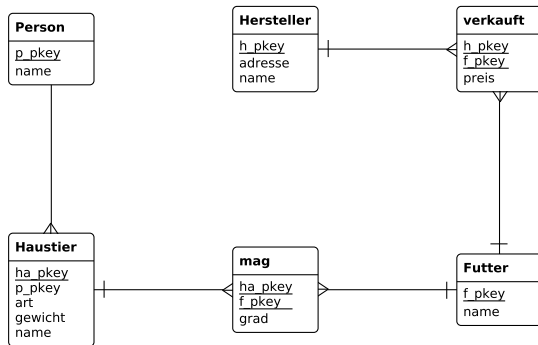 Person
p_pkey
name
Hersteller
h_pkey
adresse
name
verkauft
h_pkey
f_pkey
preis
Haustier
ha_pkey
p_pkey
art
gewicht
name
mag
ha_pkey
f_pkey
grad
Futter
f_pkey
name